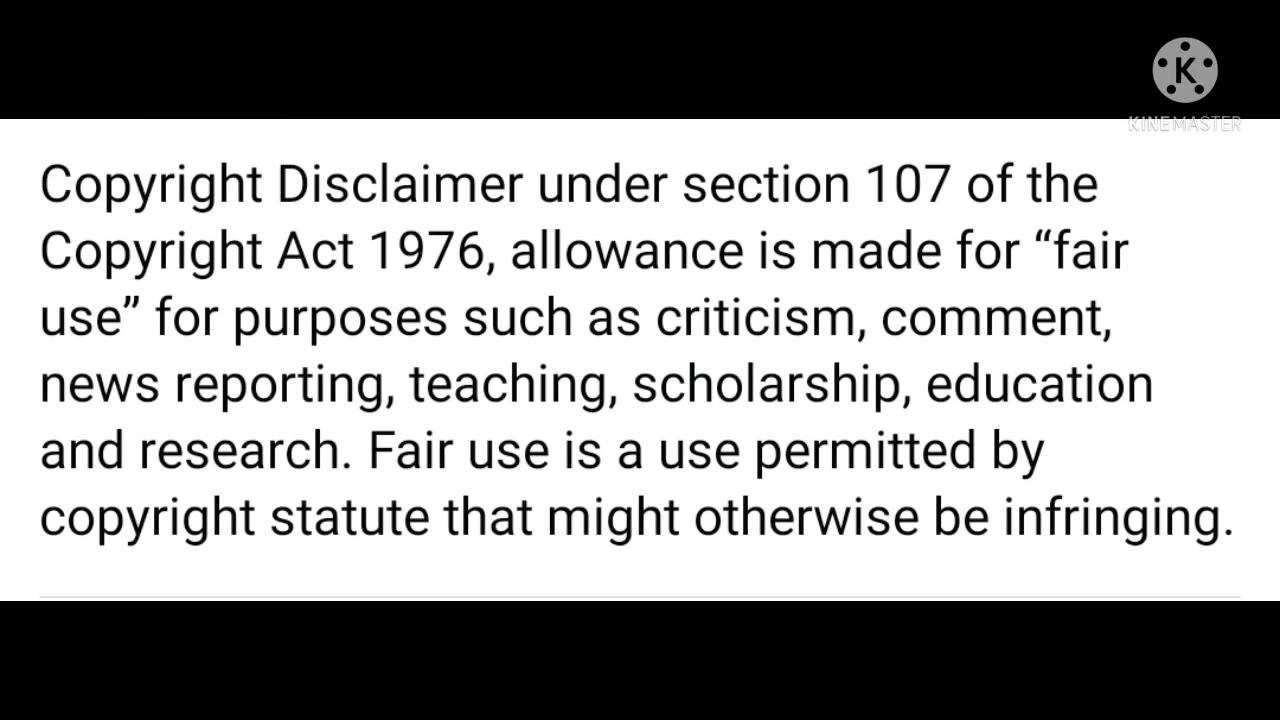 K
KINEMASTER
Copyright Disclaimer under section 107 of the
Copyright Act 1976, allowance is made for “fair
use” for purposes such as criticism, comment,
news reporting, teaching, scholarship, education
and research. Fair use is a use permitted by
copyright statute that might otherwise be infringing.